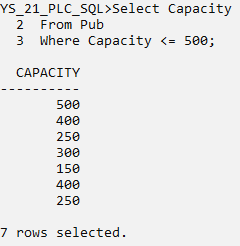 YS_21_PLC_SQL>Select Capacity
2 From Pub
3 Where Capacity <= 500;
CAPACITY
----------
500
400
250
300
150
400
250
7 rows selected.